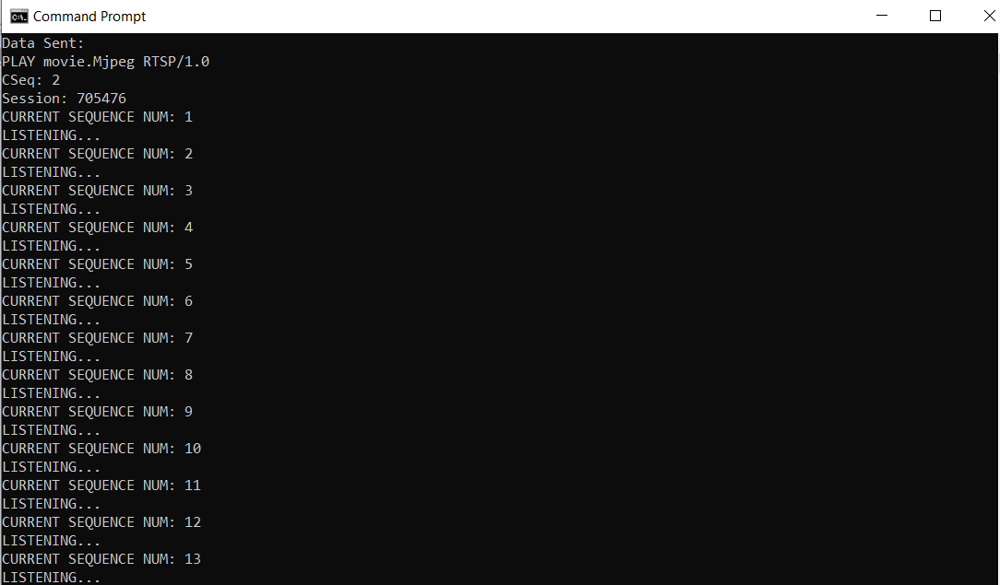 Command Prompt
Data Sent:
PLAY movie.Mjpeg RTSP/1.0
CSeq: 2
Session: 705476
CURRENT SEQUENCE NUM: 1
LISTENING...
CURRENT SEQUENCE NUM: 2
LISTENING...
CURRENT SEQUENCE NUM: 3
LISTENING...
CURRENT SEQUENCE NUM: 4
LISTENING...
CURRENT SEQUENCE NUM: 5
LISTENING...
CURRENT SEQUENCE NUM: 6
LISTENING...
CURRENT SEQUENCE NUM: 7
LISTENING...
CURRENT SEQUENCE NUM: 8
LISTENING...
CURRENT SEQUENCE NUM: 9
LISTENING...
CURRENT SEQUENCE NUM: 10
LISTENING...
CURRENT SEQUENCE NUM: 11
LISTENING...
CURRENT SEQUENCE NUM: 12
LISTENING...
CURRENT SEQUENCE NUM: 13
LISTENING...